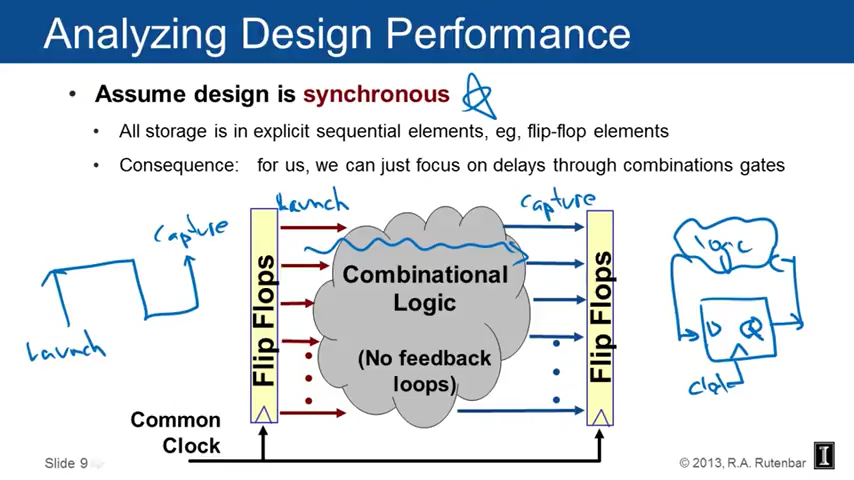 Analyzing Design Performance
• Assume design is synchronous
• All storage is in explicit sequential elements, eg, flip-flop elements
• Consequence: for us, we can just focus on delays through combinations gates
Launch
capture
capture
logic
Flip Flops
Combinational
Logic
(No feedback
loops)
Flip Flops
D Q
Launch
Common
Clock
Slide 9
© 2013, R.A. Rutenbar
I